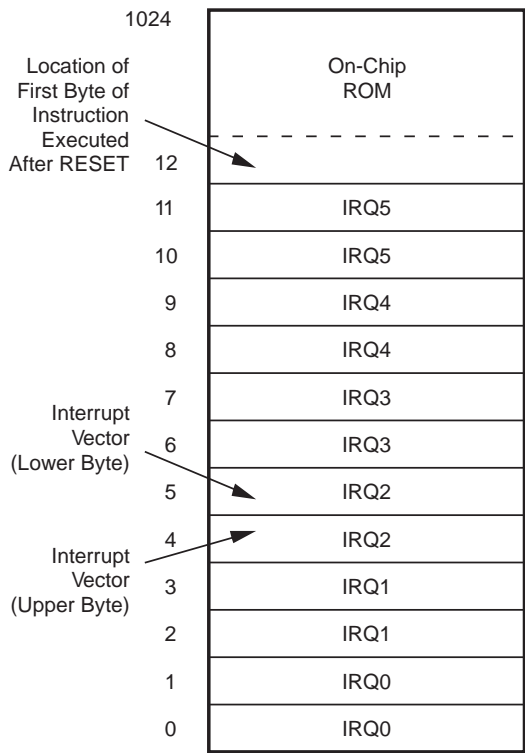 1024
On-Chip
ROM
Location of
First Byte of
Instruction
Executed
After RESET
12
11
IRQ5
10
IRQ5
9
IRQ4
8
IRQ4
7
IRQ3
Interrupt
Vector
(Lower Byte)
6
IRQ3
5
IRQ2
4
IRQ2
Interrupt
Vector
(Upper Byte)
3
IRQ1
2
IRQ1
1
IRQ0
0
IRQ0